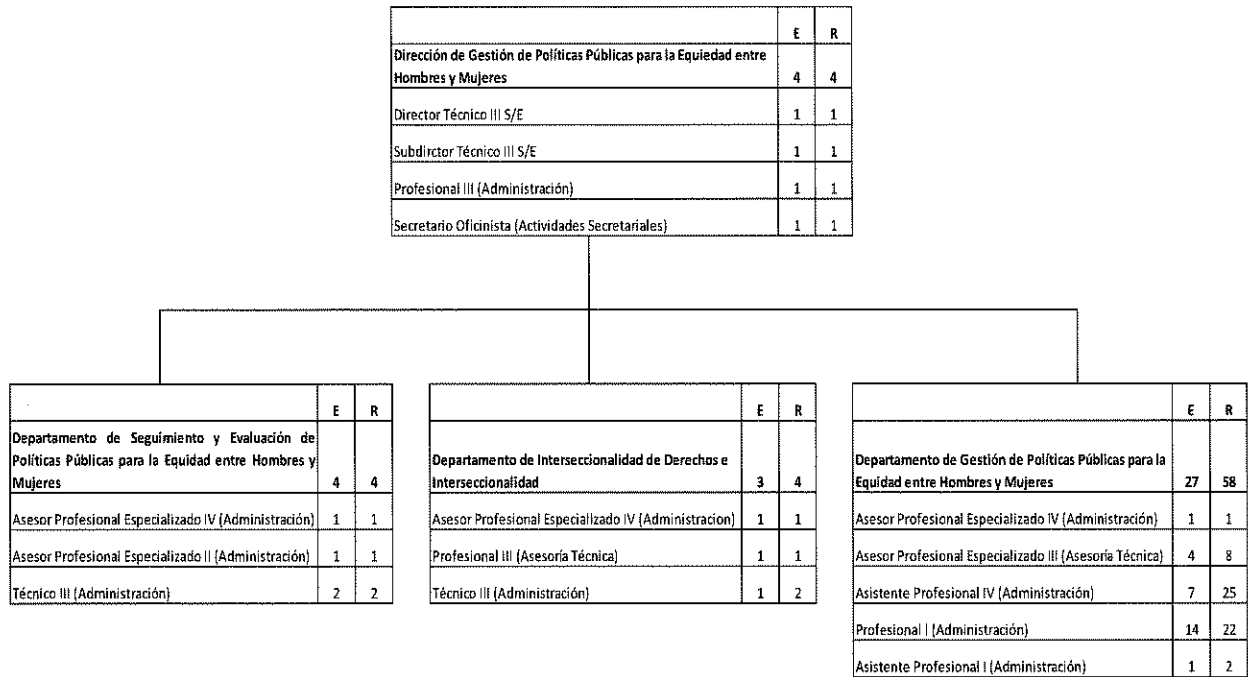 E R
Dirección de Gestión de Políticas Públicas para la Equiedad entre
Hombres y Mujeres 4 4
Director Técnico III S/E 1 1
Subdirctor Técnico III S/E 1 1
Profesional III (Administración) 1 1
Secretario Oficinista (Actividades Secretariales) 1 1
E R
Departamento de Seguimiento y Evaluación de
Políticas Públicas para la Equidad entre Hombres y
Mujeres 4 4
Asesor Profesional Especializado IV (Administración) 1 1
Asesor Profesional Especializado II (Administración) 1 1
Técnico III (Administración) 2 2
E R
Departamento de Interseccionalidad de Derechos e
Interseccionalidad 3 4
Asesor Profesional Especializado IV (Administracion) 1 1
Profesional III (Asesoría Técnica) 1 1
Técnico III (Administración) 1 2
E R
Departamento de Gestión de Políticas Públicas para la
Equidad entre Hombres y Mujeres 27 58
Asesor Profesional Especializado IV (Administración) 1 1
Asesor Profesional Especializado III (Asesoría Técnica) 4 8
Asistente Profesional IV (Administración) 7 25
Profesional I (Administración) 14 22
Asistente Profesional I (Administración) 1 2